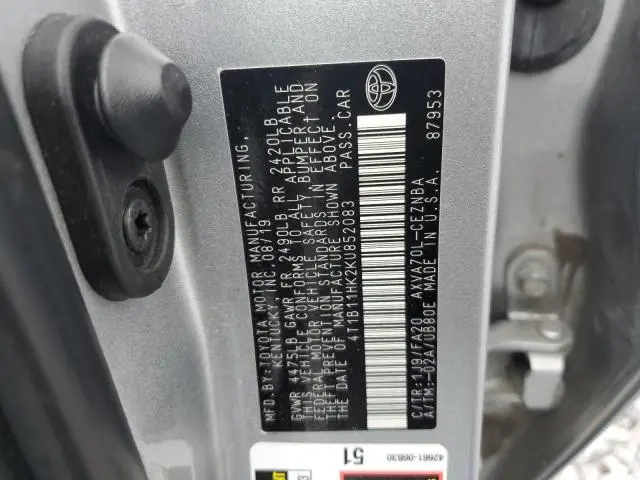 MFD.BY:TOYOTA MOTOR MANUFACTURING,
KENTUCKY, INC. 08/19
GVWR 4475LB GAWR FR 2490LB RR 2420LB
THIS VEHICLE CONFORMS TO ALL APPLICABLE
FEDERAL MOTOR VEHICLE SAFETY, BUMPER AND
THEFT PREVENTION STANDARDS IN EFFECT ON
THE DATE OF MANUFACTURE SHOWN ABOVE.
4T1B11HK2KU852083 PASS.CAR
C/TR:1J9/FA20 AXVA70L-CEZNBA
A/TM:-02A/UB80E MADE IN U.S.A. 87953
51
42661-06B30